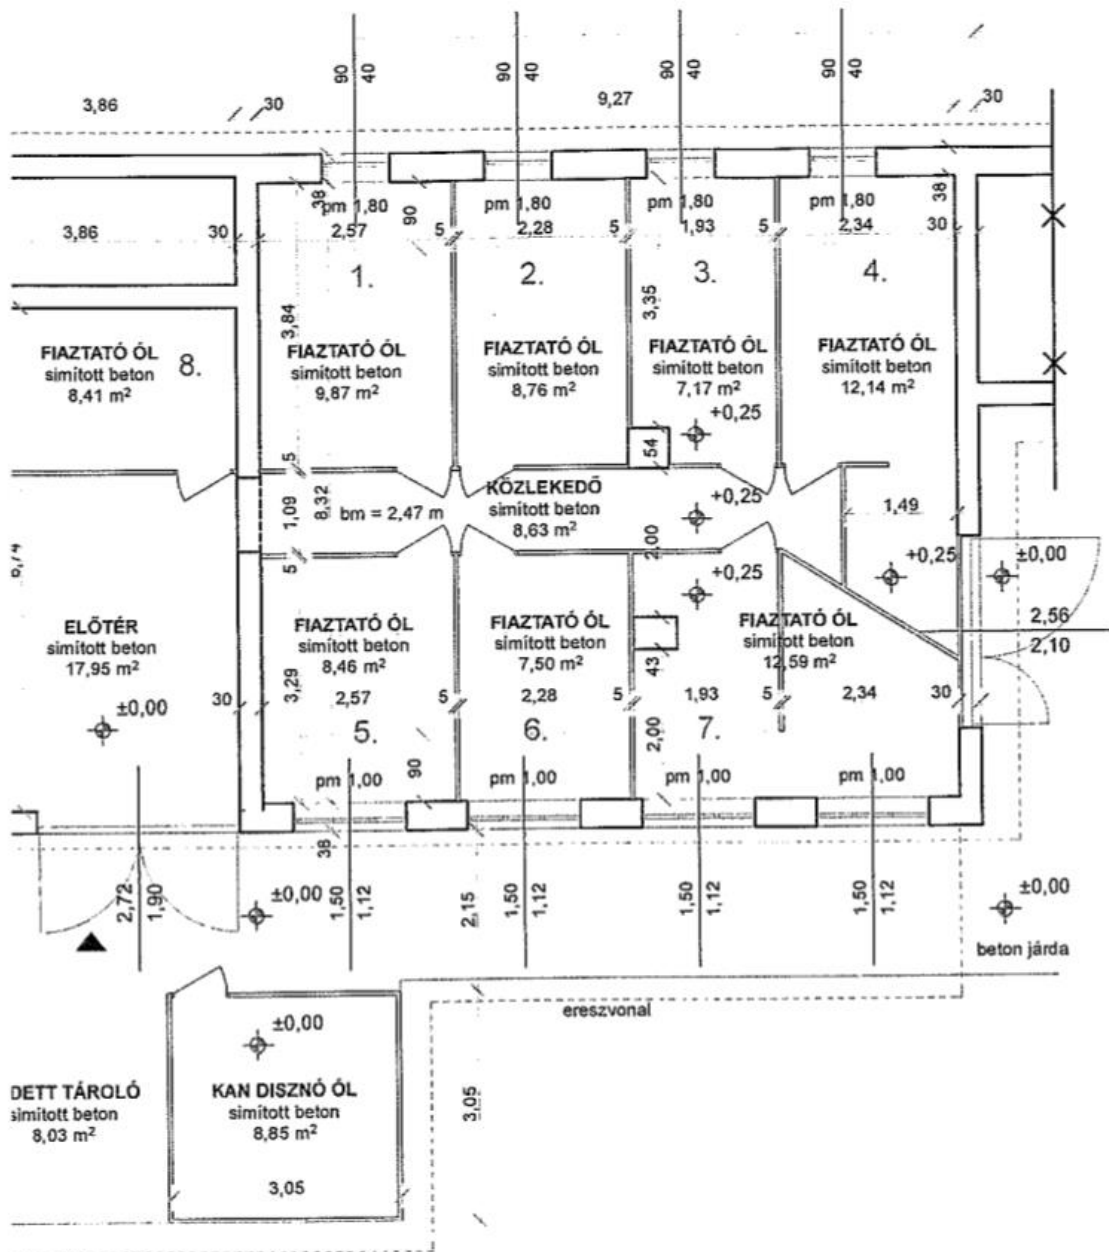 90
40
90
40
90
40
90
40
3,86
30
9,27
30
38
pm 1,80
90
pm 1,80
pm 1,80
pm 1,80
38
3,86
30
2,57
5
2,28
5
1,93
5
2,34
30
1.
2.
3.
4.
3,84
3,35
FIAZTATÓ ÓL
simított beton
8,41 m²
8.
FIAZTATÓ ÓL
simított beton
9,87 m²
FIAZTATÓ ÓL
simított beton
8,76 m²
FIAZTATÓ ÓL
simított beton
7,17 m²
FIAZTATÓ ÓL
simított beton
12,14 m²
+0,25
54
5
1,09
8,32
bm = 2,47 m
KÖZLEKEDŐ
simított beton
8,63 m²
+0,25
1,49
5
2,00
+0,25
+0,25
±0,00
ELŐTÉR
simított beton
17,95 m²
FIAZTATÓ ÓL
simított beton
8,46 m²
FIAZTATÓ ÓL
simított beton
7,50 m²
FIAZTATÓ ÓL
simított beton
12,59 m²
2,56
2,10
43
3,29
30
2,57
5
2,28
5
1,93
5
2,34
30
±0,00
5.
6.
2,00
7.
pm 1,00
90
pm 1,00
pm 1,00
pm 1,00
38
2,72
1,90
±0,00
1,50
1,12
2,15
1,50
1,12
1,50
1,12
1,50
1,12
±0,00
beton járda
ereszvonal
±0,00
DETT TÁROLÓ
simított beton
8,03 m²
KAN DISZNÓ ÓL
simított beton
8,85 m²
3,05
3,05